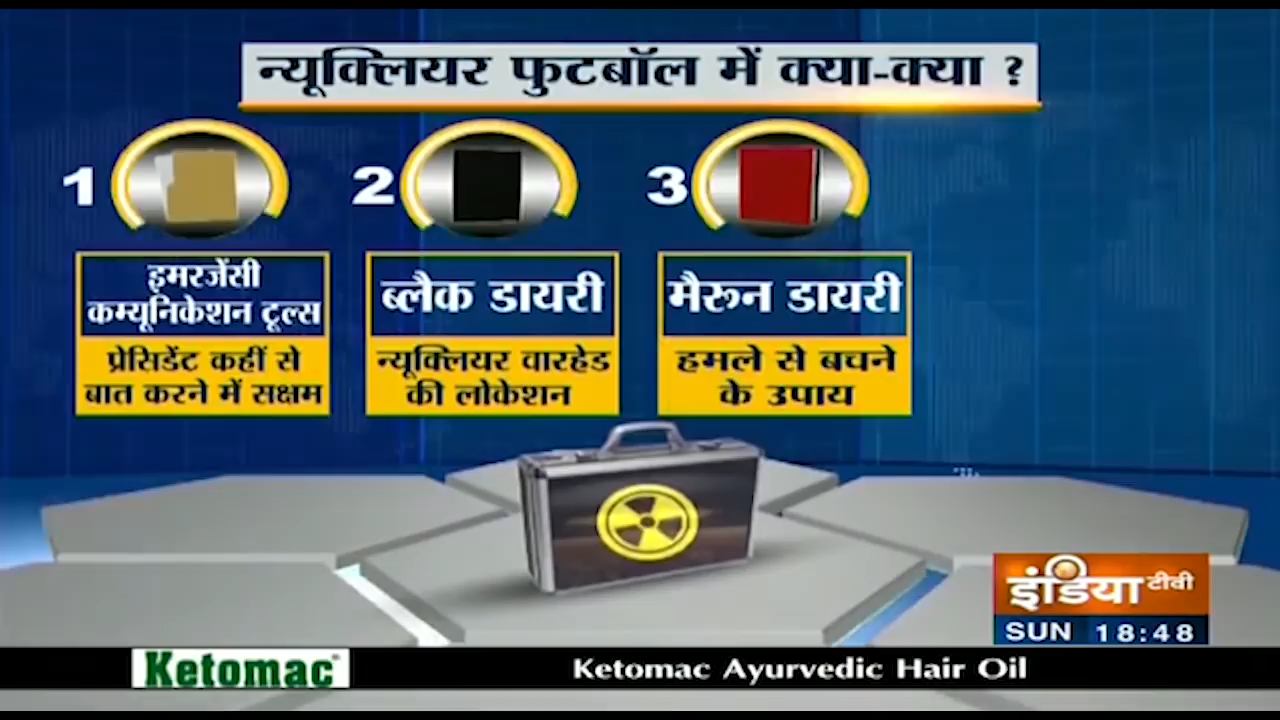 न्यूक्लियर फुटबॉल में क्या-क्या ?
1
इमरजेंसी
कम्यूनिकेशन टूल्स
प्रेसिडेंट कहीं से
बात करने में सक्षम
2
ब्लैक डायरी
न्यूक्लियर वारहेड
की लोकेशन
3
मैरून डायरी
हमले से बचने
के उपाय
इंडिया टीवी
SUN 18:48
Ketomac
Ketomac Ayurvedic Hair Oil